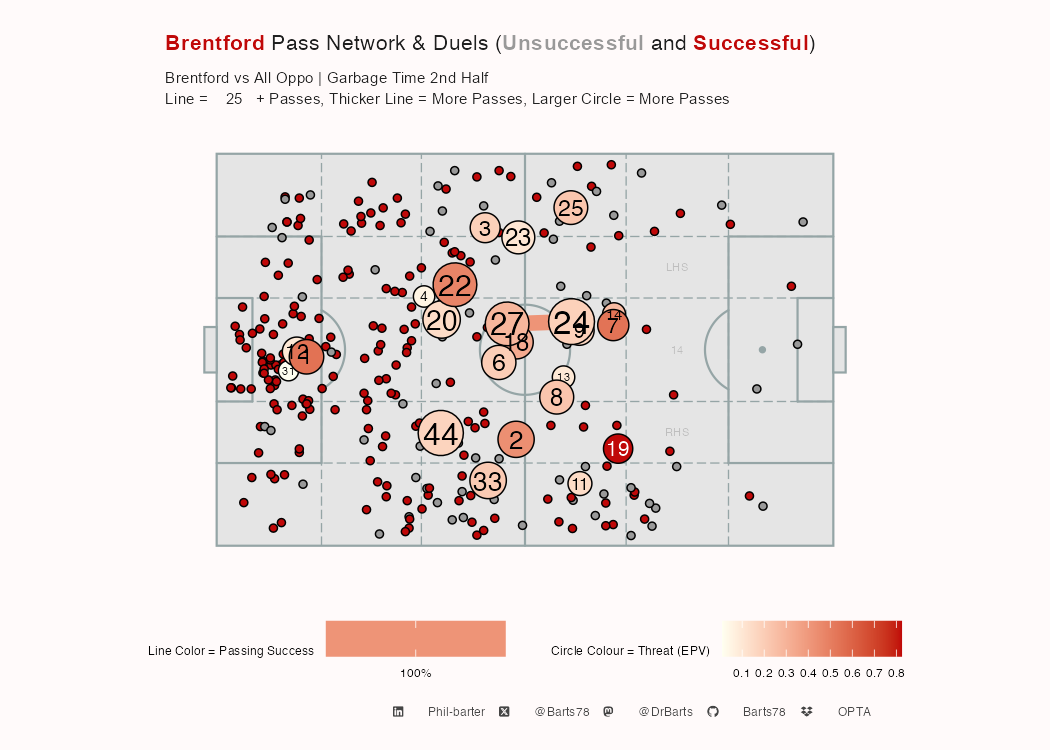 Brentford Pass Network & Duels (Unsuccessful and Successful)
Brentford vs All Oppo | Garbage Time 2nd Half
Line = 25 + Passes, Thicker Line = More Passes, Larger Circle = More Passes
25
3
23
LHS
22
4
20
27
24
9
14
7
18
12
1
31
6
14
13
8
44
2
RHS
19
33
11
Line Color = Passing Success
100%
Circle Colour = Threat (EPV)
0.1 0.2 0.3 0.4 0.5 0.6 0.7 0.8
Phil-barter @Barts78 @DrBarts Barts78 OPTA